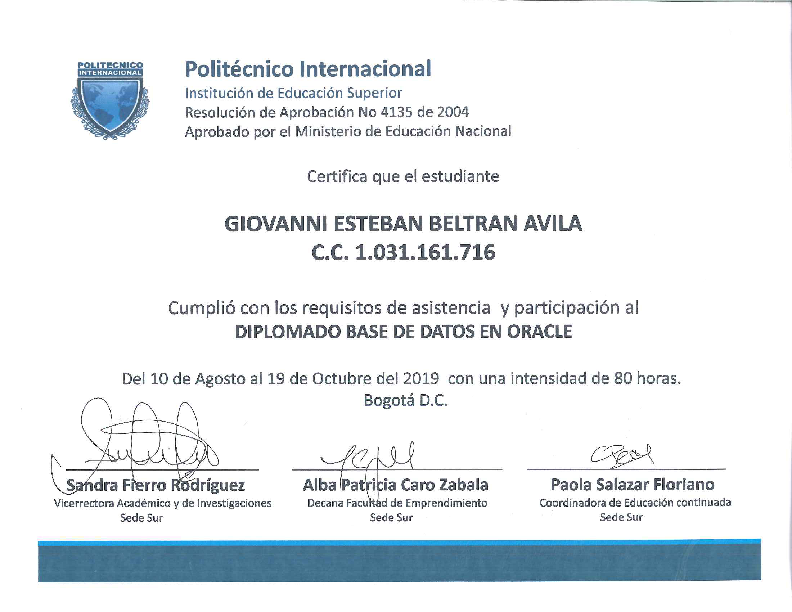 POLITECNICO
INTERNACIONAL
Politécnico Internacional
Institución de Educación Superior
Resolución de Aprobación No 4135 de 2004
Aprobado por el Ministerio de Educación Nacional
Certifica que el estudiante
GIOVANNI ESTEBAN BELTRAN AVILA
C.C. 1.031.161.716
Cumplió con los requisitos de asistencia y participación al
DIPLOMADO BASE DE DATOS EN ORACLE
Del 10 de Agosto al 19 de Octubre del 2019 con una intensidad de 80 horas.
Bogotá D.C.
Sandra Fierro Rodríguez
Vicerrectora Académico y de Investigaciones
Sede Sur
Alba Patricia Caro Zabala
Decana Facultad de Emprendimiento
Sede Sur
Paola Salazar Floriano
Coordinadora de Educación continuada
Sede Sur